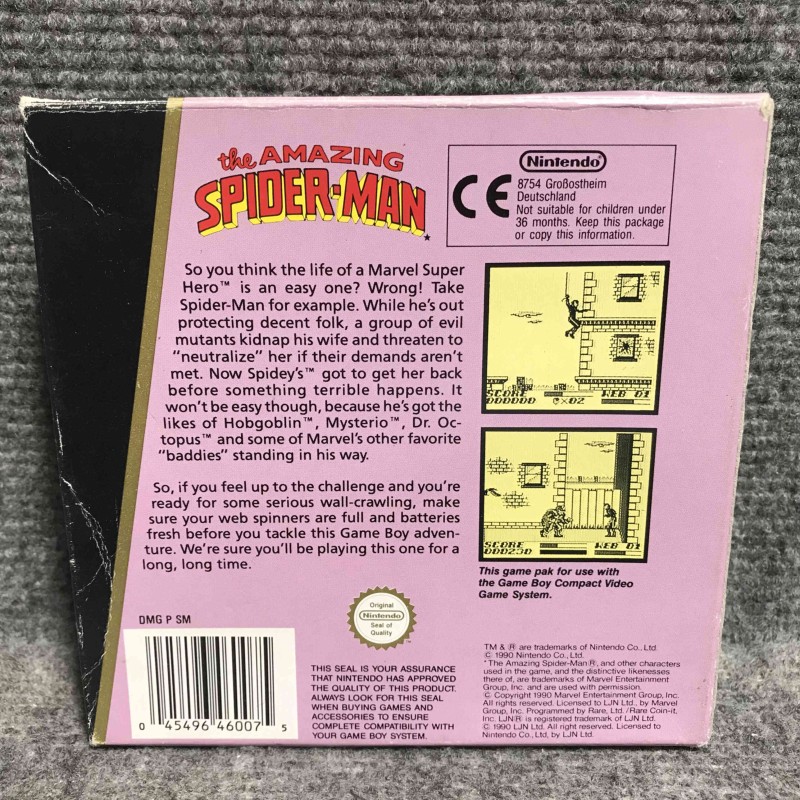 the AMAZING
SPIDER-MAN
Nintendo
CE
8754 Großostheim
Deutschland
Not suitable for children under
36 months. Keep this package
or copy this information.
So you think the life of a Marvel Super
Hero™ is an easy one? Wrong! Take
Spider-Man for example. While he's out
protecting decent folk, a group of evil
mutants kidnap his wife and threaten to
"neutralize" her if their demands aren't
met. Now Spidey's™ got to get her back
before something terrible happens. It
won't be easy though, because he's got the
likes of Hobgoblin™, Mysterio™, Dr. Oc-
topus™ and some of Marvel's other favorite
"baddies" standing in his way.
So, if you feel up to the challenge and you're
ready for some serious wall-crawling, make
sure your web spinners are full and batteries
fresh before you tackle this Game Boy adven-
ture. We're sure you'll be playing this one for a
long, long time.
SCORE WEB 01
000000 ×02
SCORE WEB 01
000230
This game pak for use with
the Game Boy Compact Video
Game System.
DMG P SM
Original
Nintendo
Seal of
Quality
0 45496 46007 5
THIS SEAL IS YOUR ASSURANCE
THAT NINTENDO HAS APPROVED
THE QUALITY OF THIS PRODUCT.
ALWAYS LOOK FOR THIS SEAL
WHEN BUYING GAMES AND
ACCESSORIES TO ENSURE
COMPLETE COMPATIBILITY WITH
YOUR GAME BOY SYSTEM.
TM & ® are trademarks of Nintendo Co., Ltd.
© 1990 Nintendo Co., Ltd.
*The Amazing Spider-Man®, and other characters
used in the game, and the distinctive likenesses
there of, are trademarks of Marvel Entertainment
Group, Inc. and are used with permission.
© Copyright 1990 Marvel Entertainment Group, Inc.
All rights reserved. Licensed to LJN Ltd., by Marvel
Group, Inc. Programmed by Rare, Ltd. /Rare Coin-it,
Inc. LJN® is registered trademark of LJN Ltd.
© 1990 LJN Ltd. All right reserved. Licensed to
Nintendo Co., Ltd, by LJN Ltd.